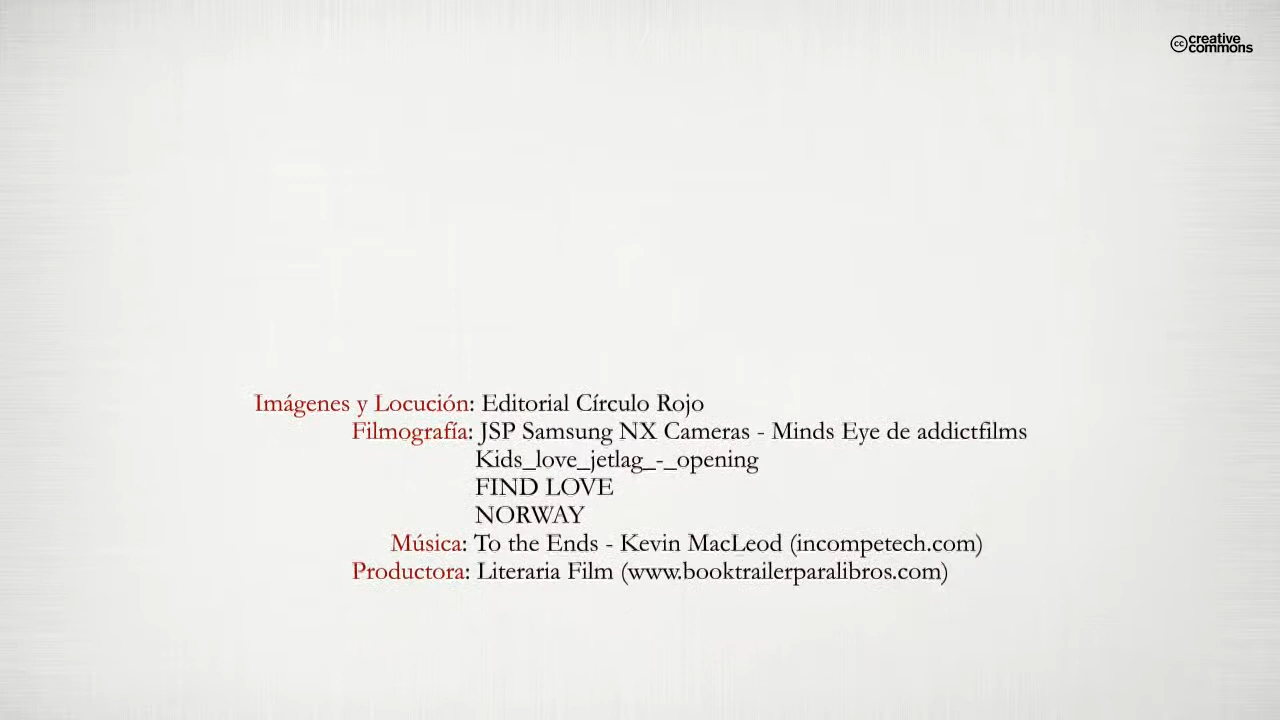 cc creative
commons
Imágenes y Locución: Editorial Círculo Rojo
Filmografía: JSP Samsung NX Cameras - Minds Eye de addictfilms
Kids_love_jetlag_-_opening
FIND LOVE
NORWAY
Música: To the Ends - Kevin MacLeod (incompetech.com)
Productora: Literaria Film (www.booktrailerparalibros.com)